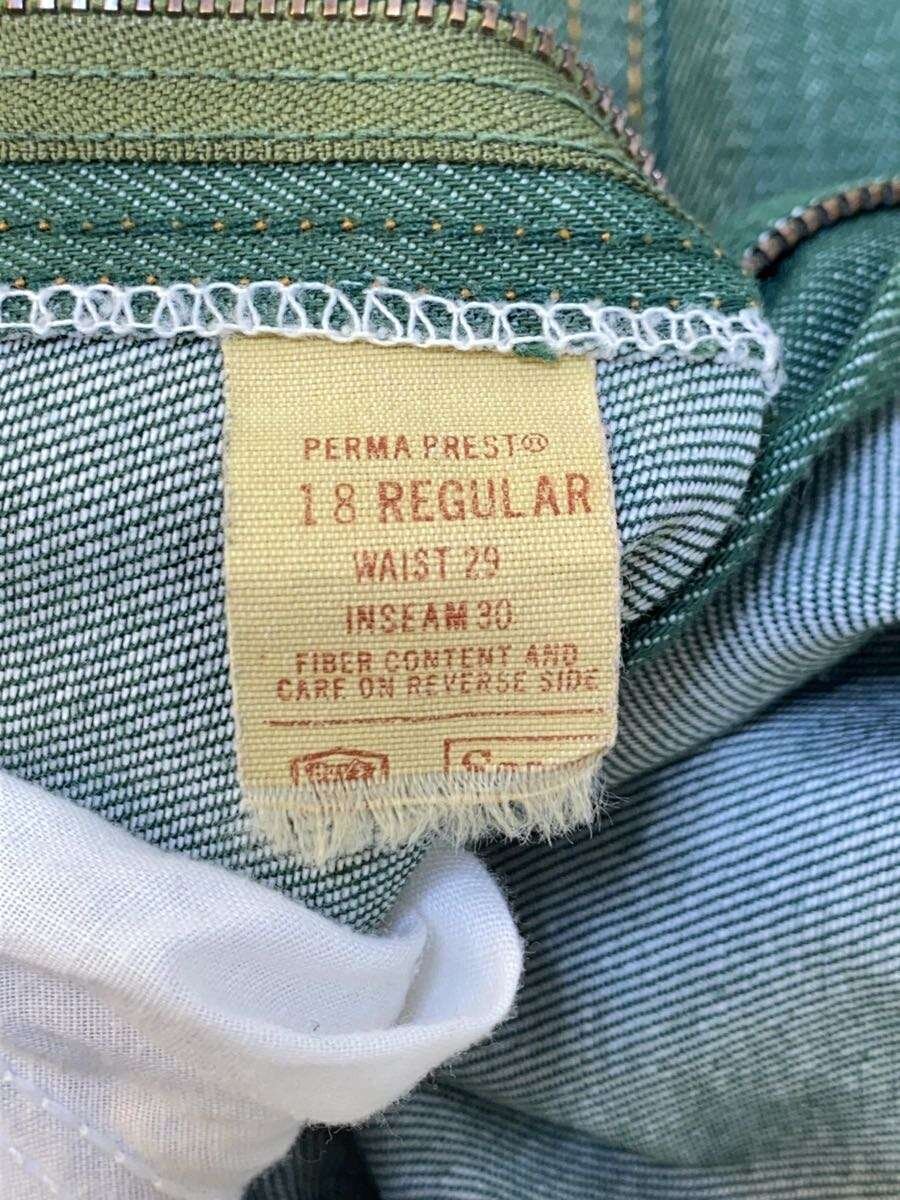 PERMA PREST®
18 REGULAR
WAIST 29
INSEAM 30
FIBER CONTENT AND
CARE ON REVERSE SIDE